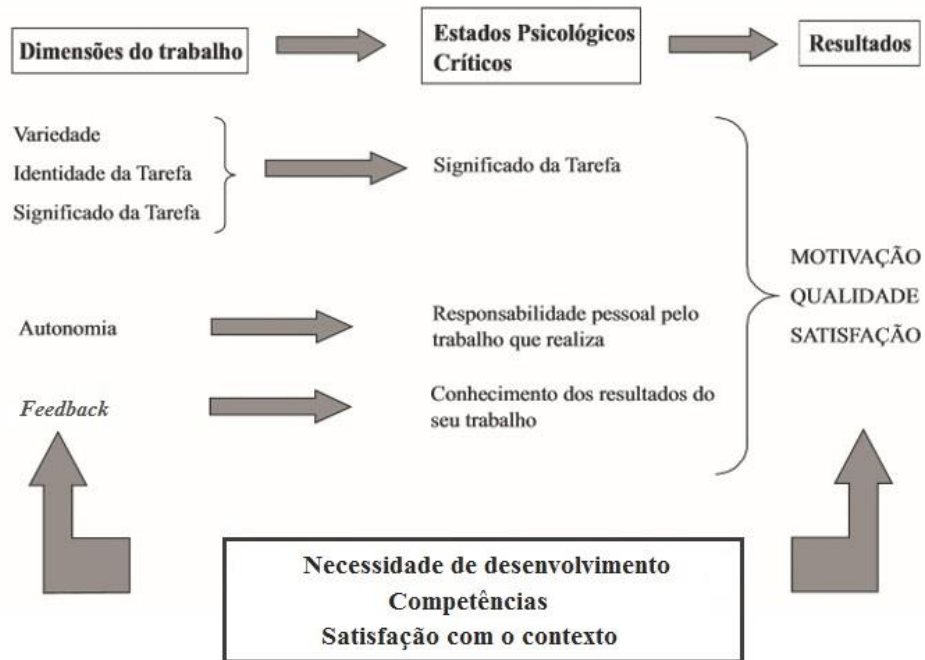 Dimensões do trabalho
Estados Psicológicos
Críticos
Resultados
Variedade
Identidade da Tarefa
Significado da Tarefa
Significado da Tarefa
Autonomia
Responsabilidade pessoal pelo
trabalho que realiza
Feedback
Conhecimento dos resultados do
seu trabalho
MOTIVAÇÃO
QUALIDADE
SATISFAÇÃO
Necessidade de desenvolvimento
Competências
Satisfação com o contexto